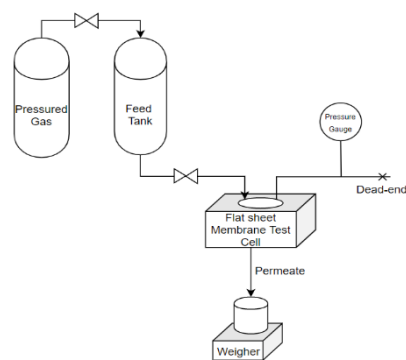 Pressured
Gas
Feed
Tank
Pressure
Gauge
Dead-end
Flat sheet
Membrane Test
Cell
Permeate
Weigher